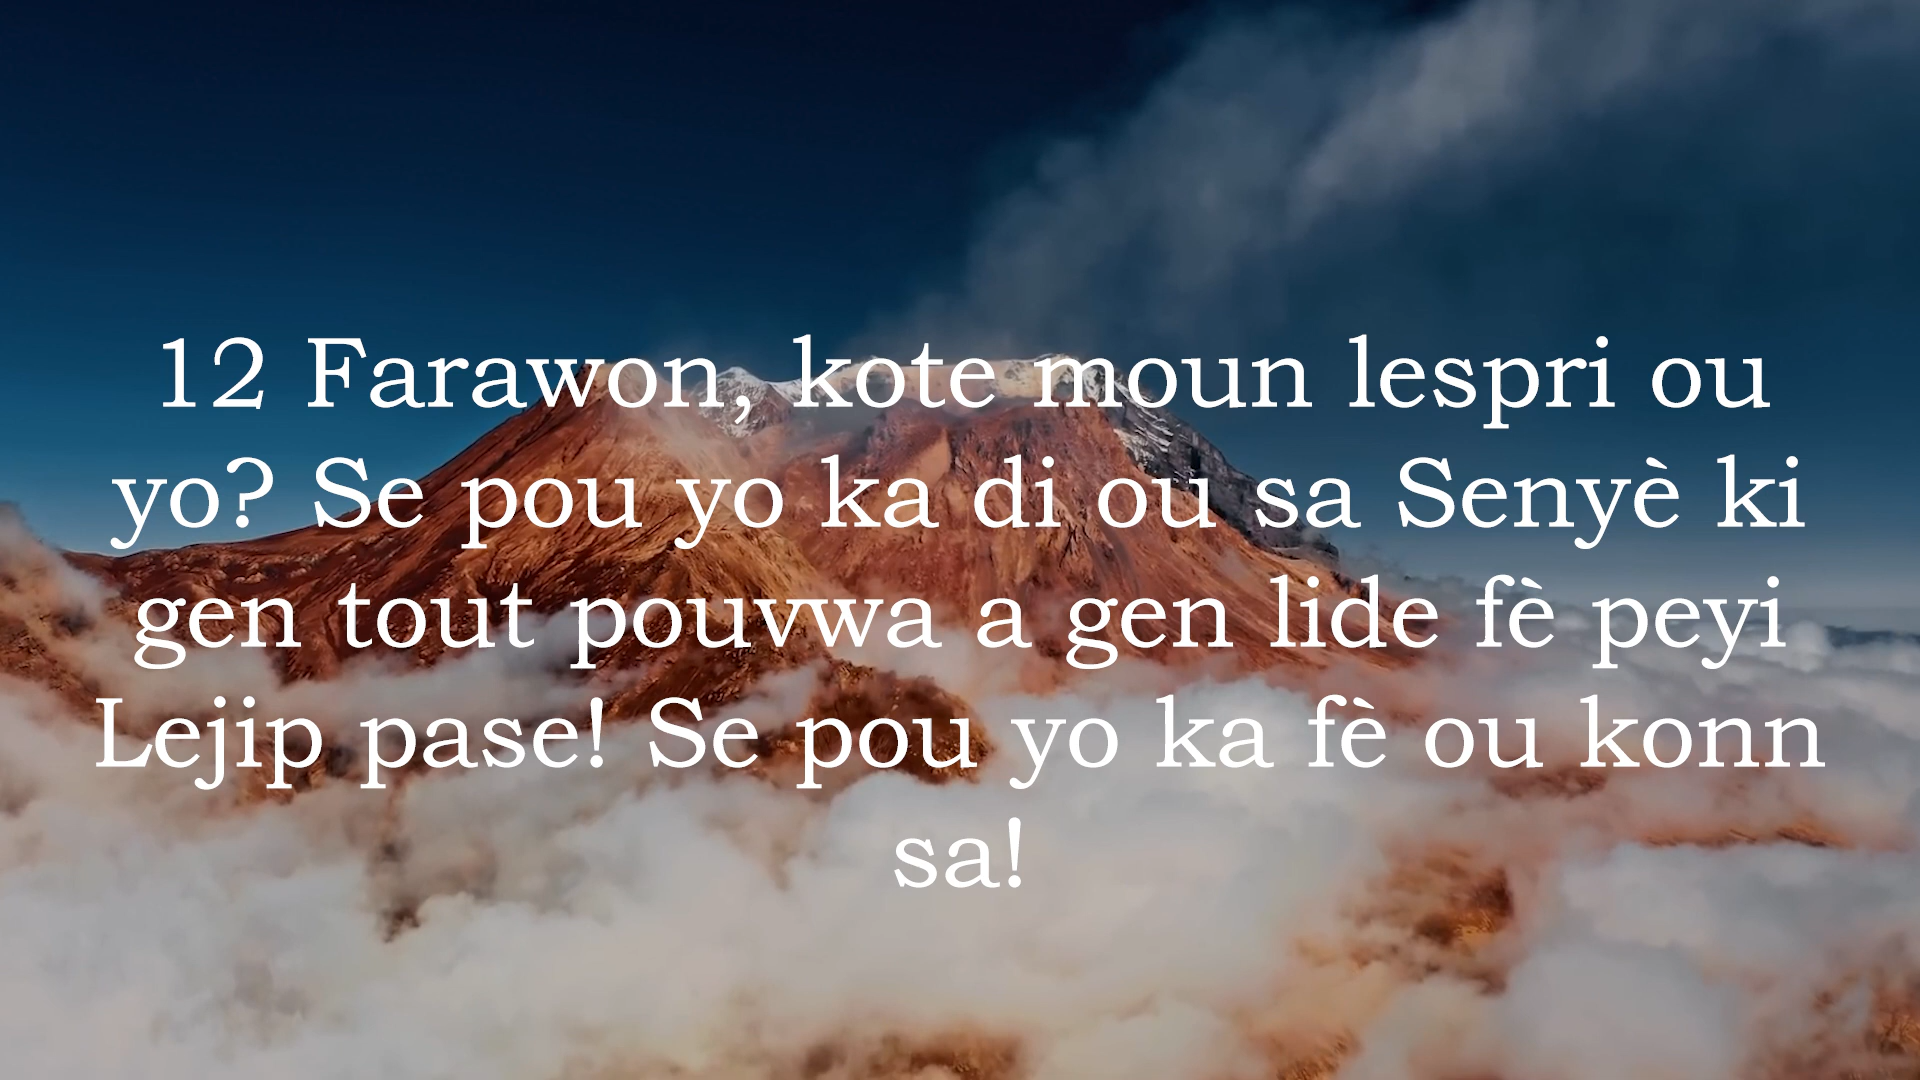 12 Farawon, kote moun lespri ou
yo? Se pou yo ka di ou sa Senyè ki
gen tout pouvwa a gen lide fè peyi
Lejip pase! Se pou yo ka fè ou konn
sa!